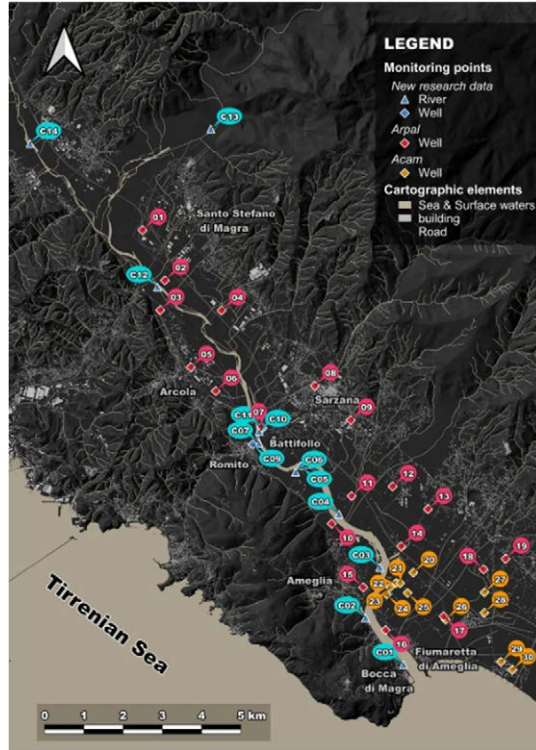 LEGEND
Monitoring points
New research data
River
Well
Arpal
Well
Acam
Well
Cartographic elements
Sea & Surface waters
building
Road
C14
C13
01
Santo Stefano
di Magra
C12
02
03
04
05
08
Arcola
06
Sarzana
C11
07
C10
09
C07
Battifollo
Romito
C09
C06
C05
12
11
13
C04
10
14
C03
19
18
21
20
Ameglia
15
22
27
C02
23
24
25
26
28
17
16
C01
Fiumaretta
di Ameglia
29
30
Bocca
di Magra
Tirrenian Sea
0 1 2 3 4 5 km